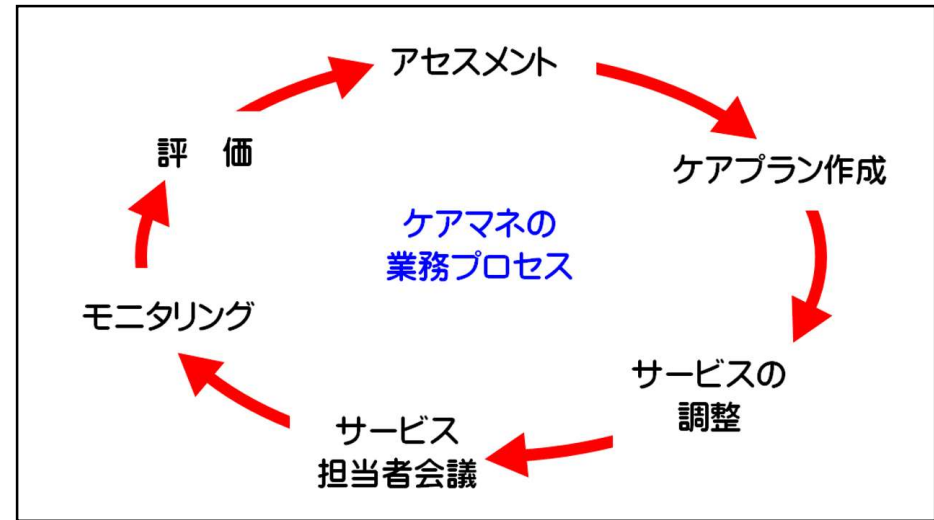 アセスメント
ケアプラン作成
サービスの
調整
サービス
担当者会議
モニタリング
評　価
ケアマネの
業務プロセス